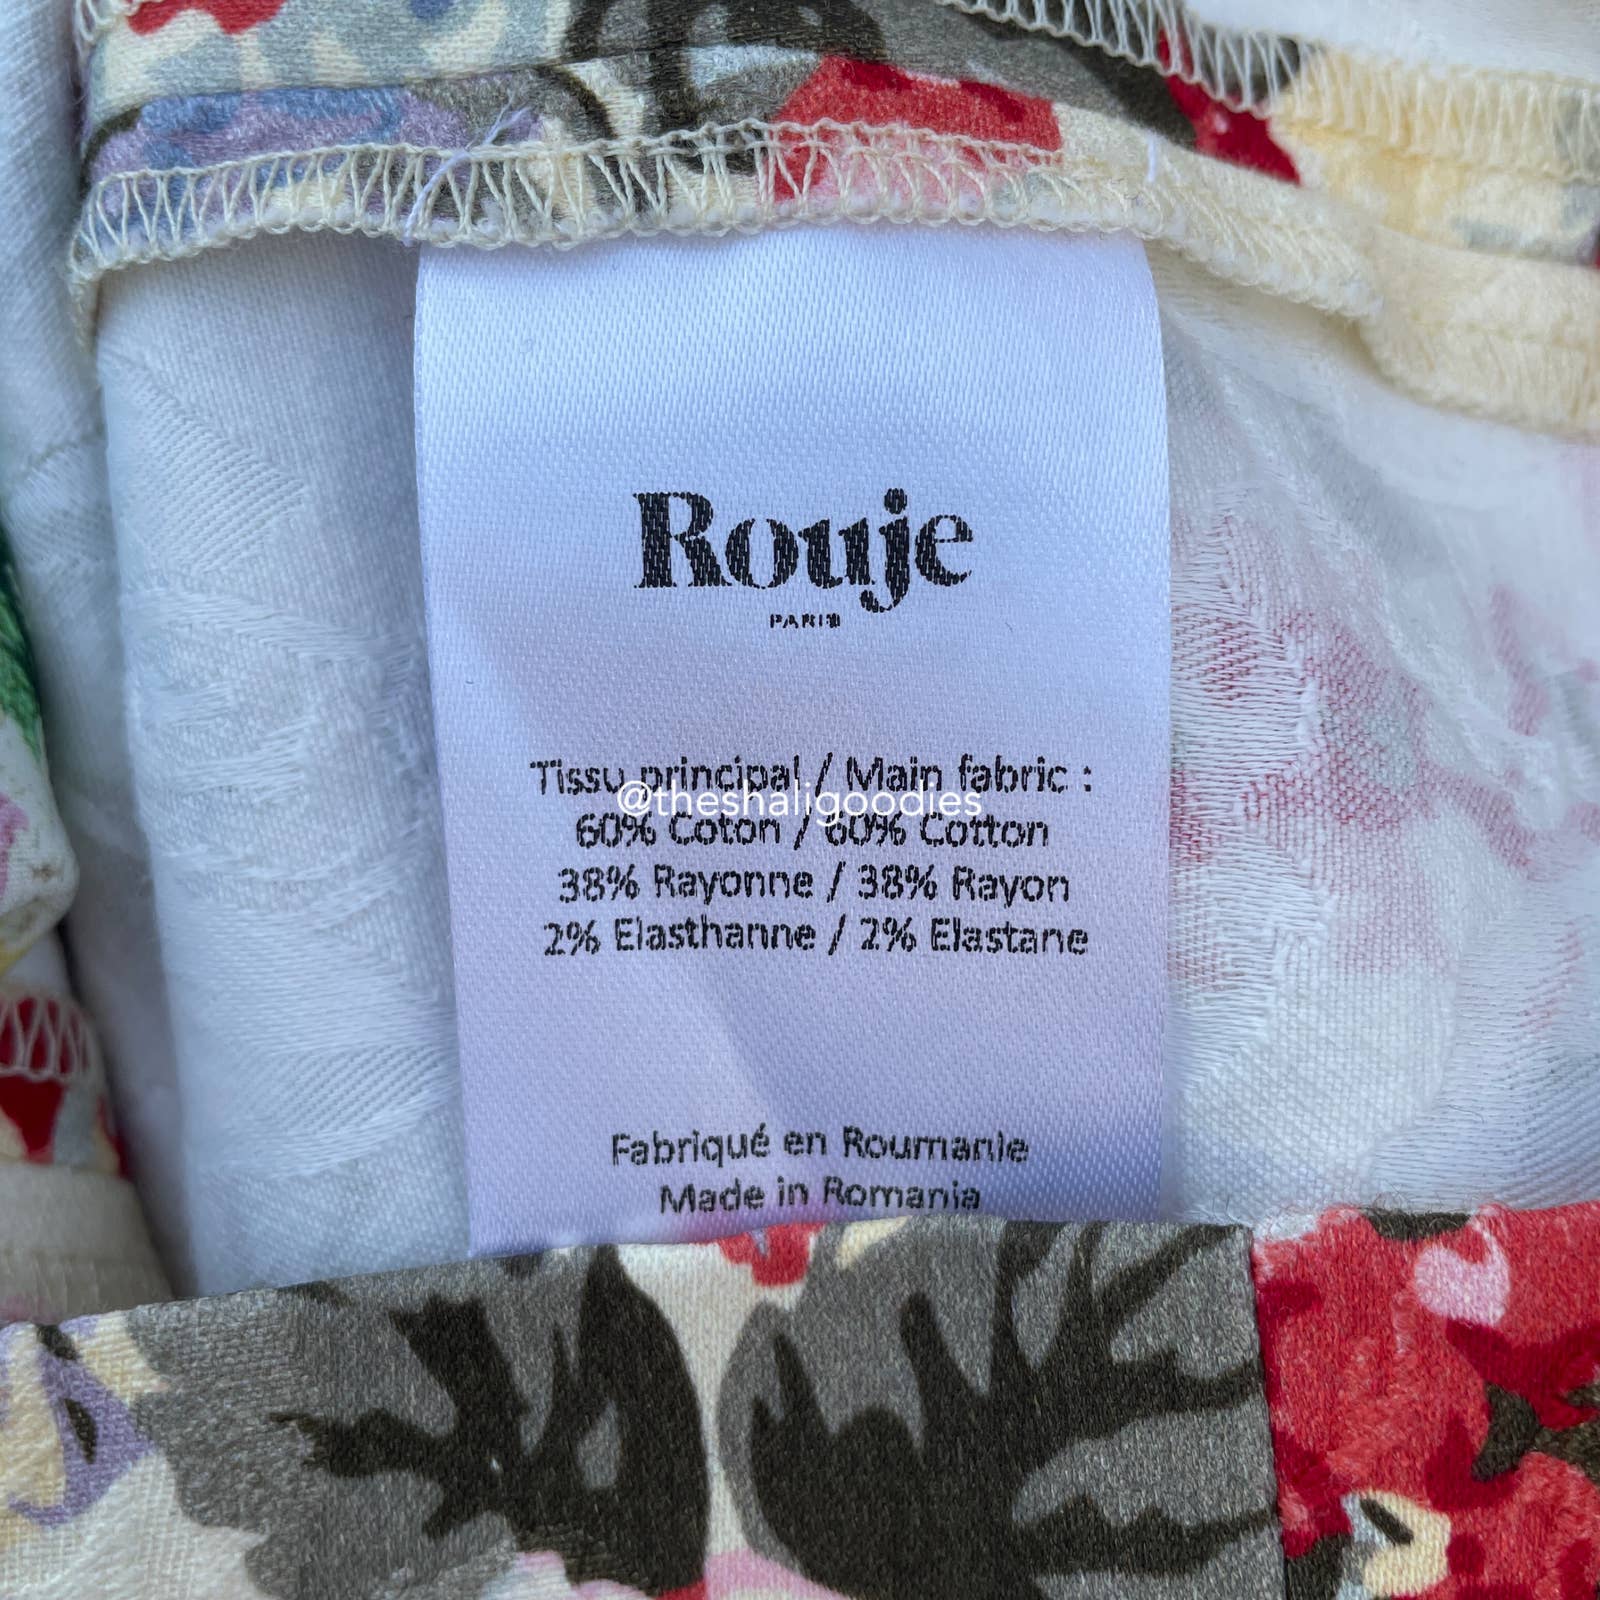 Rouje
PARIS
Tissu principal / Main fabric :
@theshaligoodies
60% Coton / 60% Cotton
38% Rayonne / 38% Rayon
2% Elasthanne / 2% Elastane
Fabriqué en Roumanie
Made in Romania